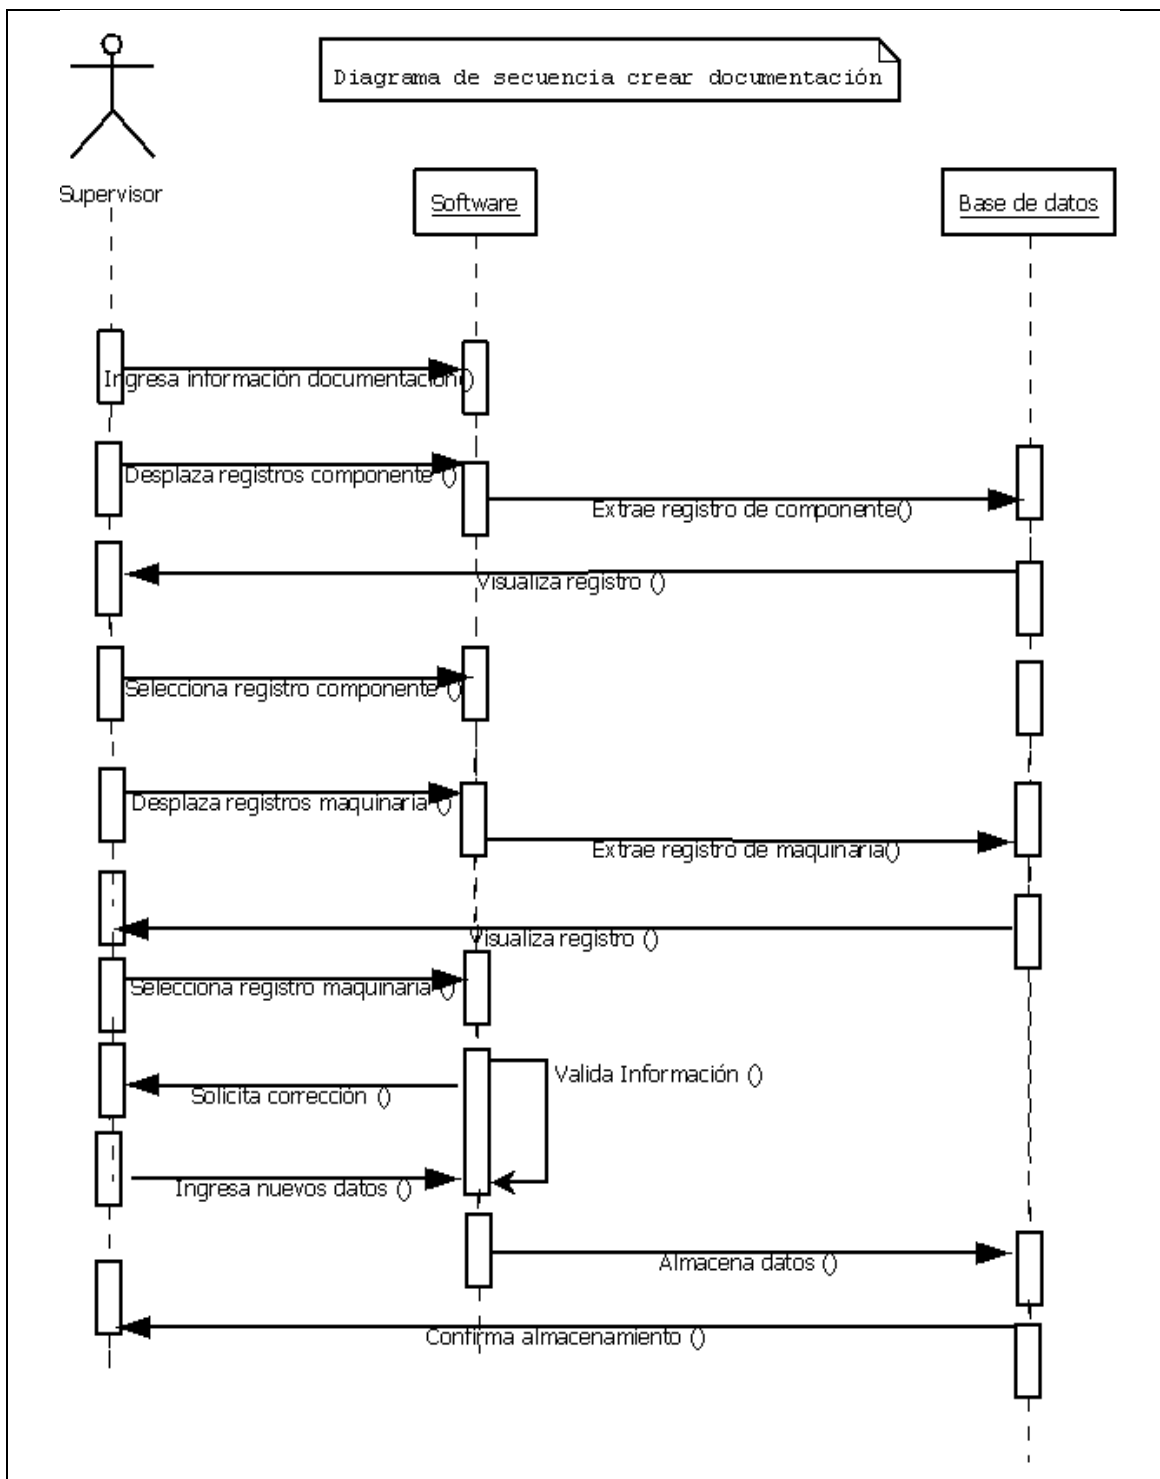 Diagrama de secuencia crear documentación
Supervisor
Software
Base de datos
Ingresa información documentación()
Desplaza registros componente ()
Extrae registro de componente()
Visualiza registro ()
Selecciona registro componente ()
Desplaza registros maquinaria ()
Extrae registro de maquinaria()
Visualiza registro ()
Selecciona registro maquinaria ()
Valida Información ()
Solicita corrección ()
Ingresa nuevos datos ()
Almacena datos ()
Confirma almacenamiento ()